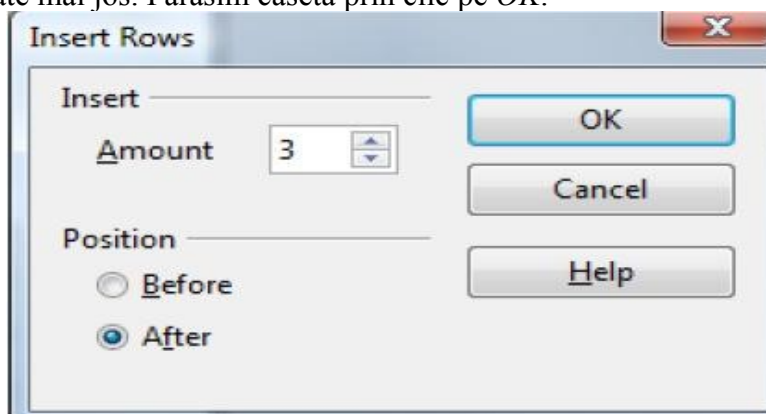 ate mai jos. Părăsim caseta prin clic pe OK.
Insert Rows
Insert
Amount 3
OK
Cancel
Position
Before
After
Help